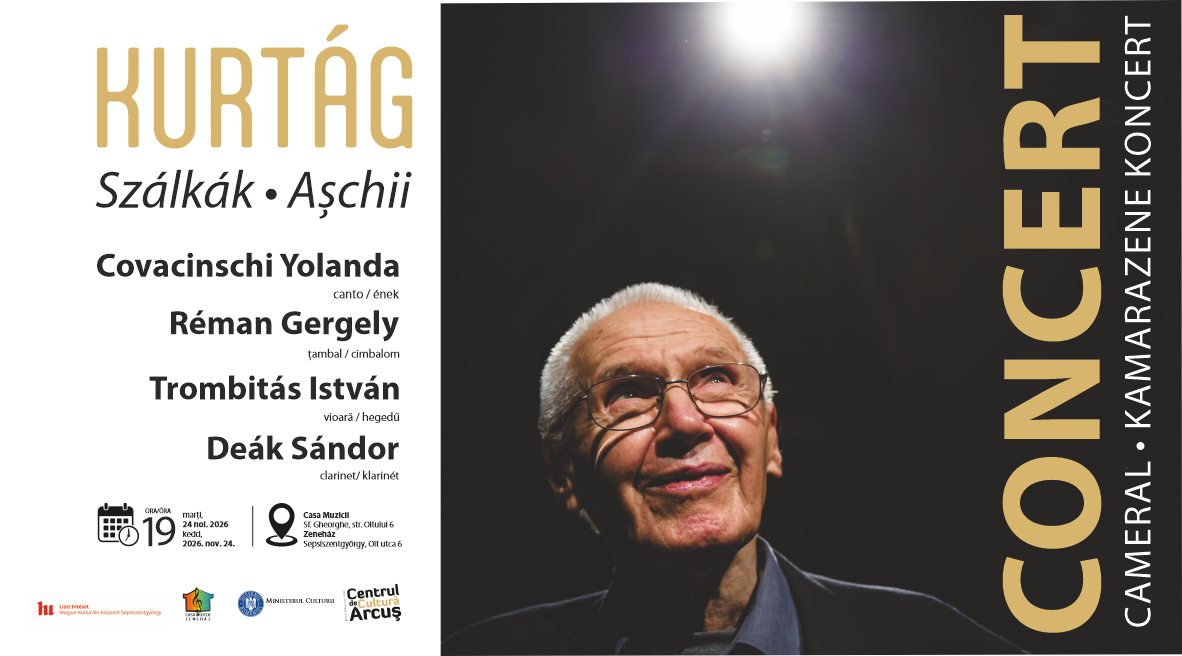 KURTÁG
Szálkák • Așchii
Covacinschi Yolanda
canto / ének
Réman Gergely
țambal / cimbalom
Trombitás István
vioară / hegedű
Deák Sándor
clarinet/ klarinét
ORA/ÓRA
19
marți,
24 noi. 2026
kedd,
2026. nov. 24.
Casa Muzicii
Sf. Gheorghe, str. Oltului 6
Zeneház
Sepsiszentgyörgy, Olt utca 6
Liszt Intézet
Magyar Kulturális Központ Sepsiszentgyörgy
CASA MUZICII
ZENEHÁZ
MINISTERUL CULTURII
Centrul
de Cultură
Arcuș
CONCERT
CAMERAL • KAMARAZENE KONCERT